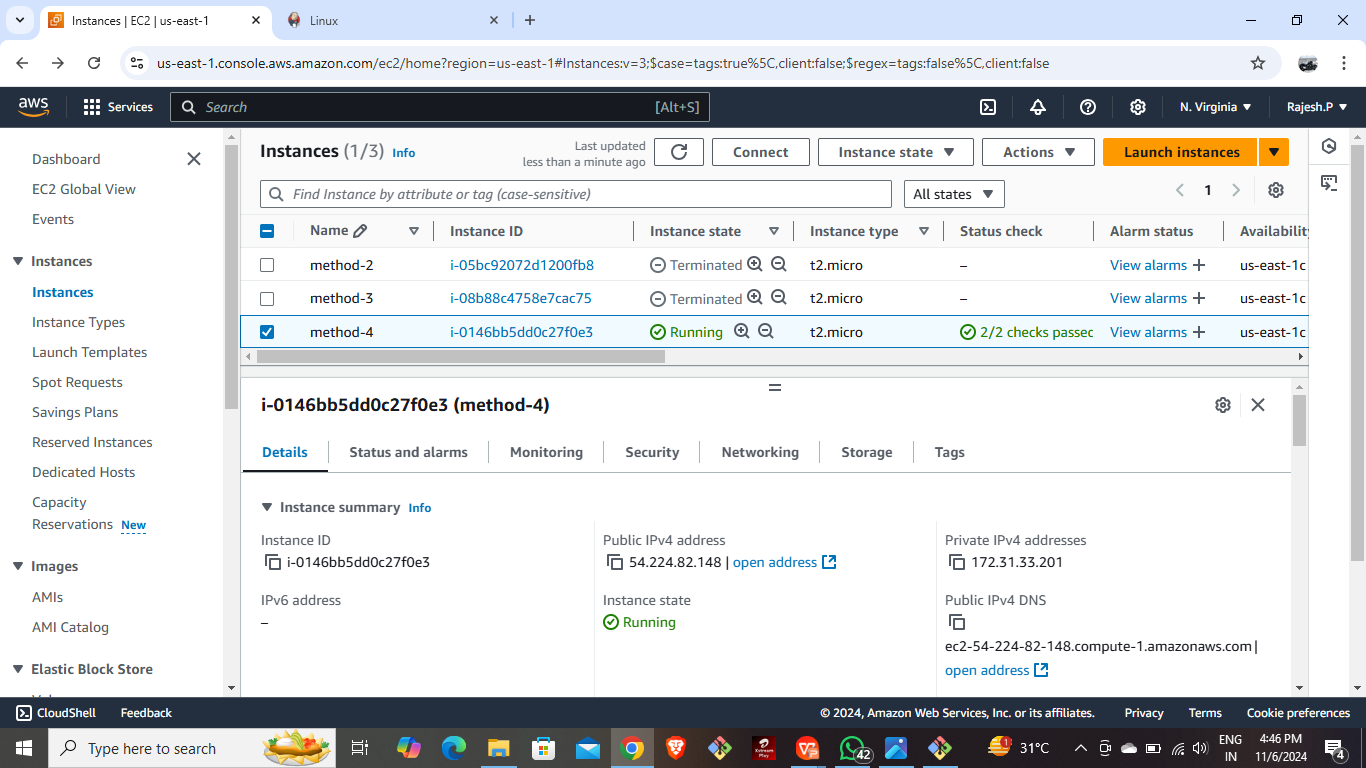 Instances | EC2 | us-east-1
Linux
us-east-1.console.aws.amazon.com/ec2/home?region=us-east-1#Instances:v=3;$case=tags:true%5C,client:false;$regex=tags:false%5C,client:false
aws
Services
Search
[Alt+S]
N. Virginia
Rajesh.P
Dashboard
EC2 Global View
Events
Instances
Instances
Instance Types
Launch Templates
Spot Requests
Savings Plans
Reserved Instances
Dedicated Hosts
Capacity
Reservations New
Images
AMIs
AMI Catalog
Elastic Block Store
Instances (1/3) Info
Last updated
less than a minute ago
Connect
Instance state
Actions
Launch instances
Find Instance by attribute or tag (case-sensitive)
All states
1
Name Instance ID Instance state Instance type Status check Alarm status Availability
method-2 i-05bc92072d1200fb8 Terminated t2.micro – View alarms + us-east-1c
method-3 i-08b88c4758e7cac75 Terminated t2.micro – View alarms + us-east-1c
method-4 i-0146bb5dd0c27f0e3 Running t2.micro 2/2 checks passed View alarms + us-east-1c
i-0146bb5dd0c27f0e3 (method-4)
Details Status and alarms Monitoring Security Networking Storage Tags
Instance summary Info
Instance ID
i-0146bb5dd0c27f0e3
Public IPv4 address
54.224.82.148 | open address
Private IPv4 addresses
172.31.33.201
IPv6 address
–
Instance state
Running
Public IPv4 DNS
ec2-54-224-82-148.compute-1.amazonaws.com |
open address
CloudShell Feedback
© 2024, Amazon Web Services, Inc. or its affiliates. Privacy Terms Cookie preferences
Type here to search
42
1
31°C
ENG
IN
4:46 PM
11/6/2024
4